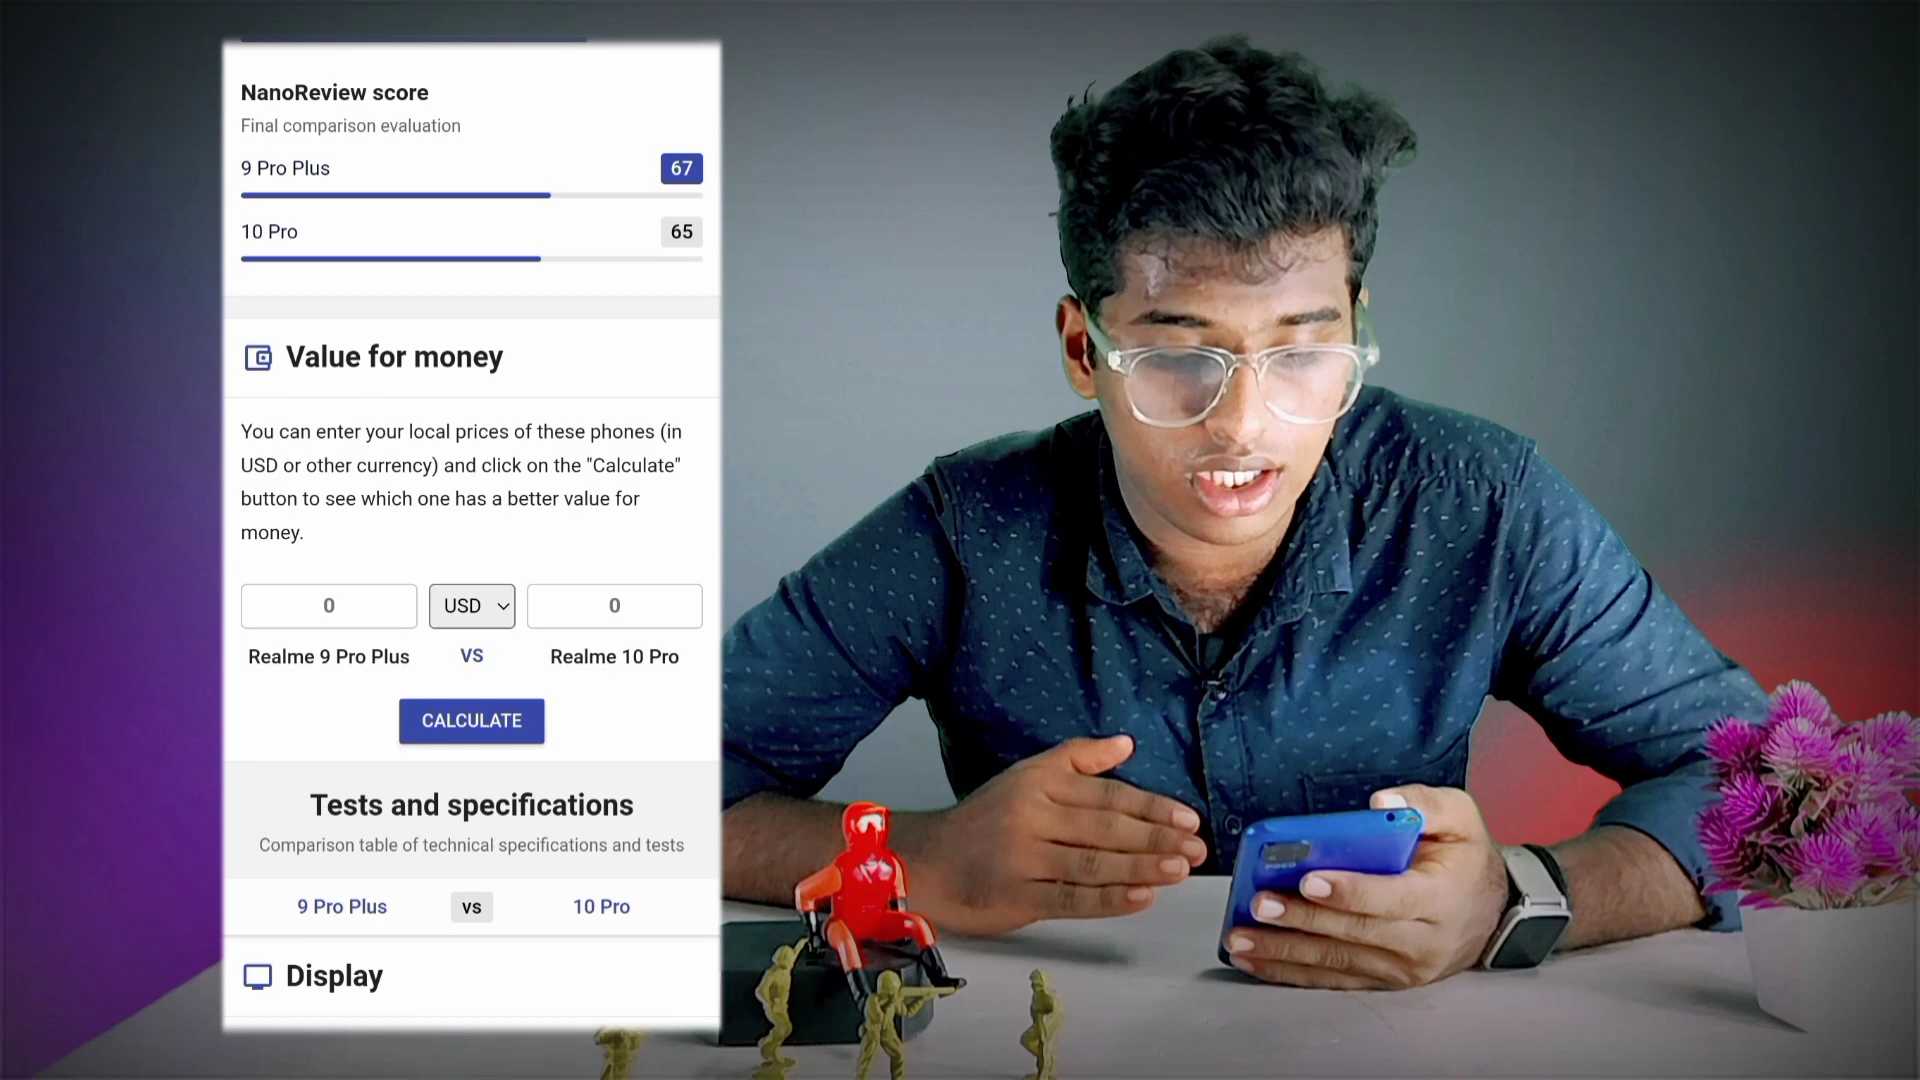 NanoReview score
Final comparison evaluation
9 Pro Plus 67
10 Pro 65
Value for money
You can enter your local prices of these phones (in
USD or other currency) and click on the "Calculate"
button to see which one has a better value for
money.
0 USD 0
Realme 9 Pro Plus VS Realme 10 Pro
CALCULATE
Tests and specifications
Comparison table of technical specifications and tests
9 Pro Plus vs 10 Pro
Display
POCO